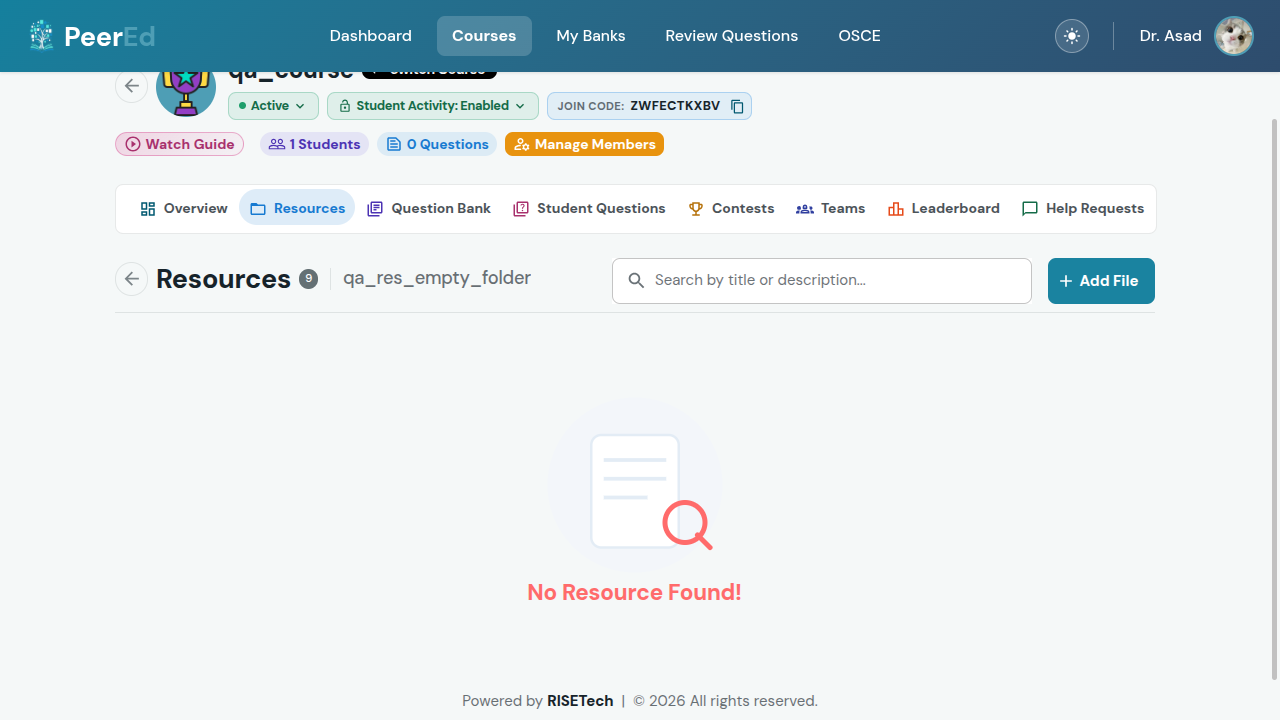 PeerEd
Dashboard
Courses
My Banks
Review Questions
OSCE
Dr. Asad
qa_course
Switch Course
Active
Student Activity: Enabled
JOIN CODE: ZWFECTKXBV
Watch Guide
1 Students
0 Questions
Manage Members
Overview
Resources
Question Bank
Student Questions
Contests
Teams
Leaderboard
Help Requests
Resources 9
qa_res_empty_folder
Search by title or description...
Add File
No Resource Found!
Powered by RISETech | © 2026 All rights reserved.